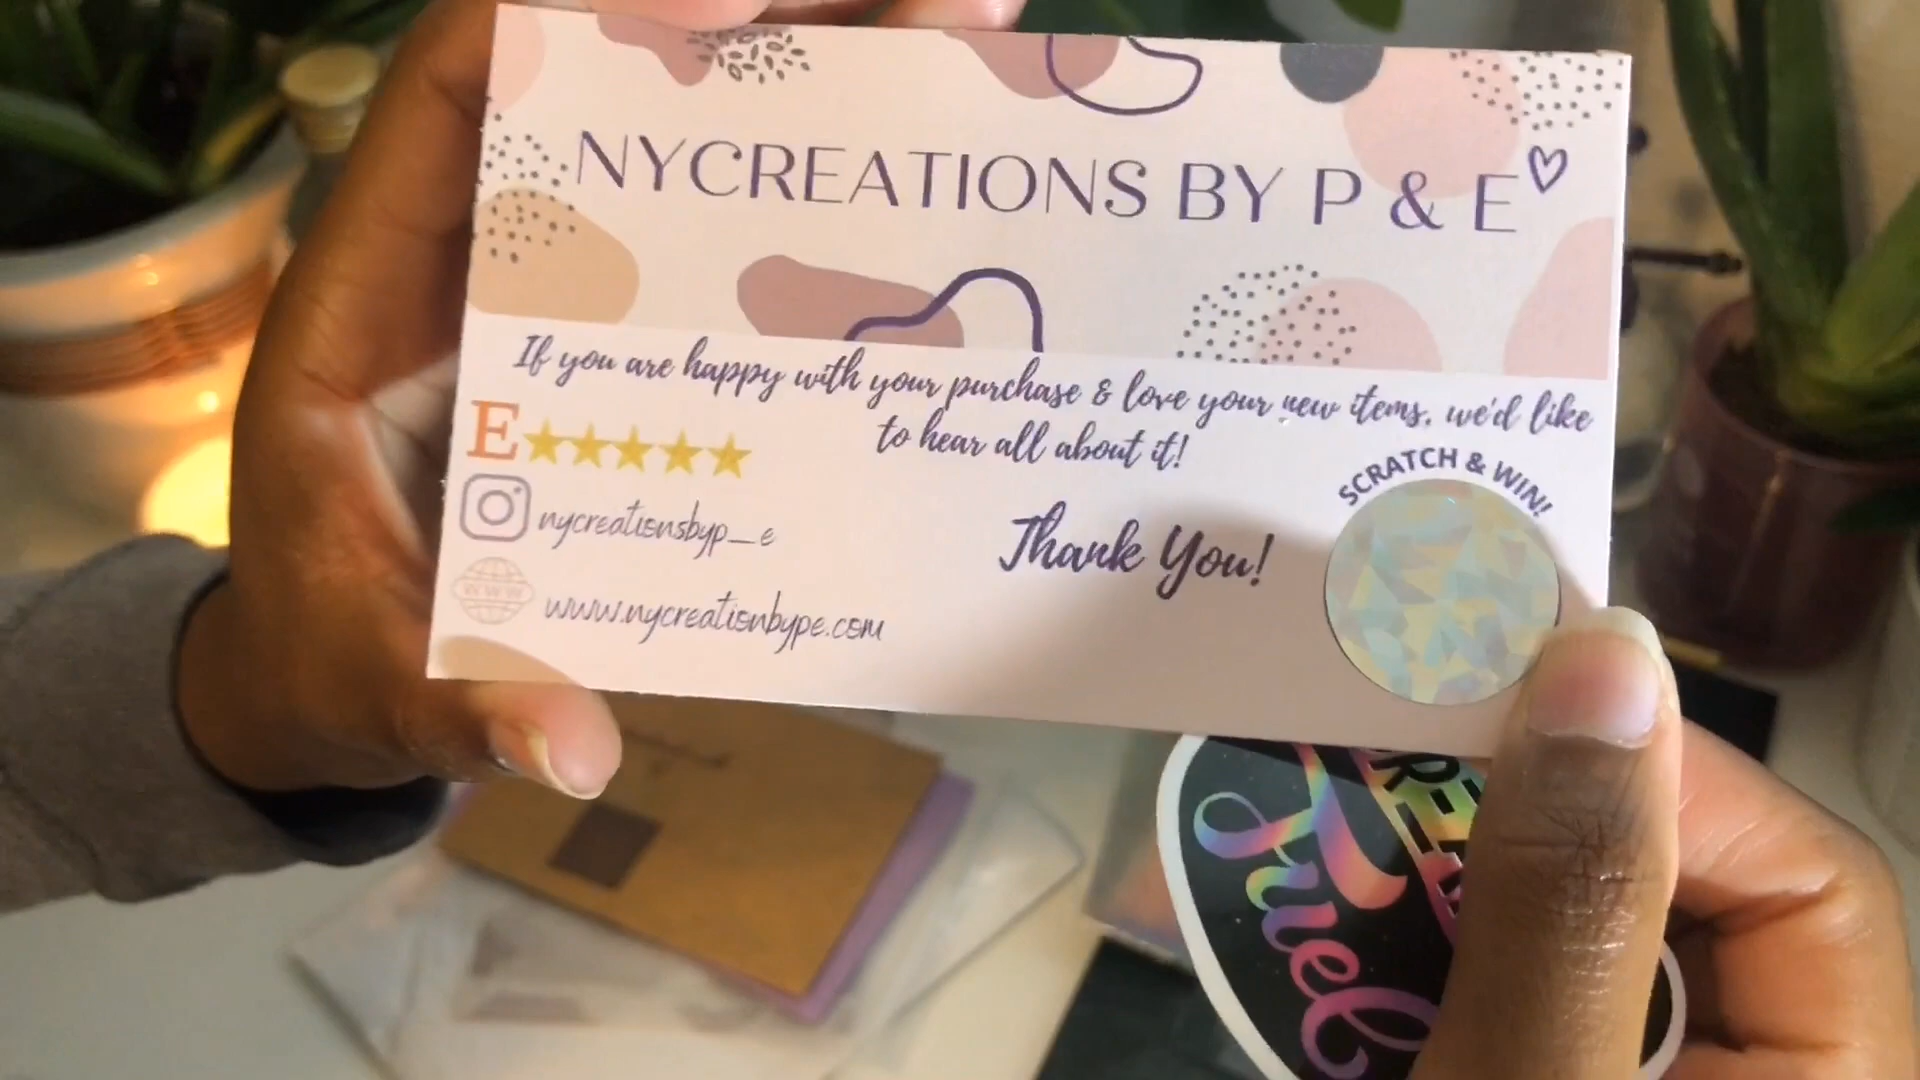 NYCREATIONS BY P & E
If you are happy with your purchase & love your new items, we'd like
to hear all about it!
E
SCRATCH & WIN!
nycreationsbyp_e
Thank You!
WWW
www.nycreationbype.com
Fuel